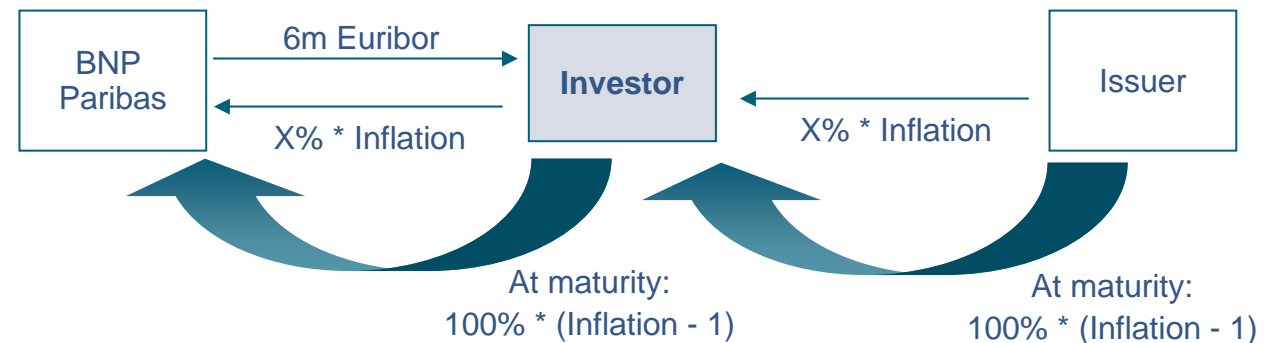 BNP
Paribas
6m Euribor
X% * Inflation
Investor
X% * Inflation
Issuer
At maturity:
100% * (Inflation - 1)
At maturity:
100% * (Inflation - 1)